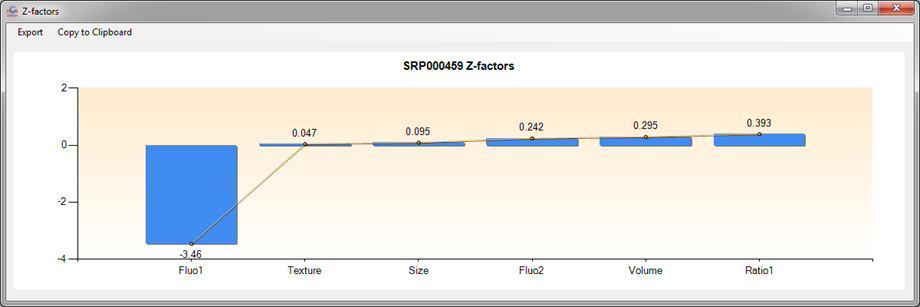 Z-factors
Export Copy to Clipboard
SRP000459 Z-factors
2
0
-2
-4
-3.46
0.047
0.095
0.242
0.295
0.393
Fluo1 Texture Size Fluo2 Volume Ratio1